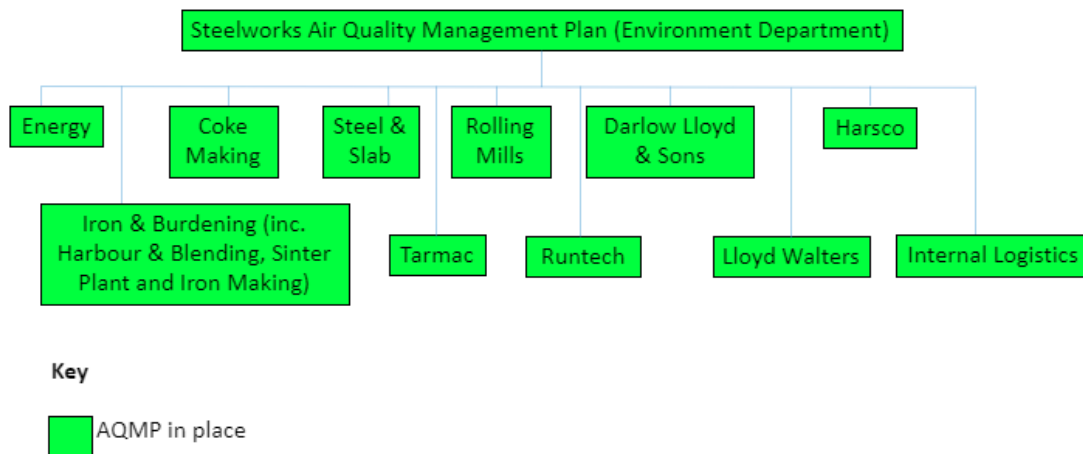 Steelworks Air Quality Management Plan (Environment Department)
Energy
Coke
Making
Steel &
Slab
Rolling
Mills
Darlow Lloyd
& Sons
Harsco
Iron & Burdening (inc.
Harbour & Blending, Sinter
Plant and Iron Making)
Tarmac
Runtech
Lloyd Walters
Internal Logistics
Key
AQMP in place